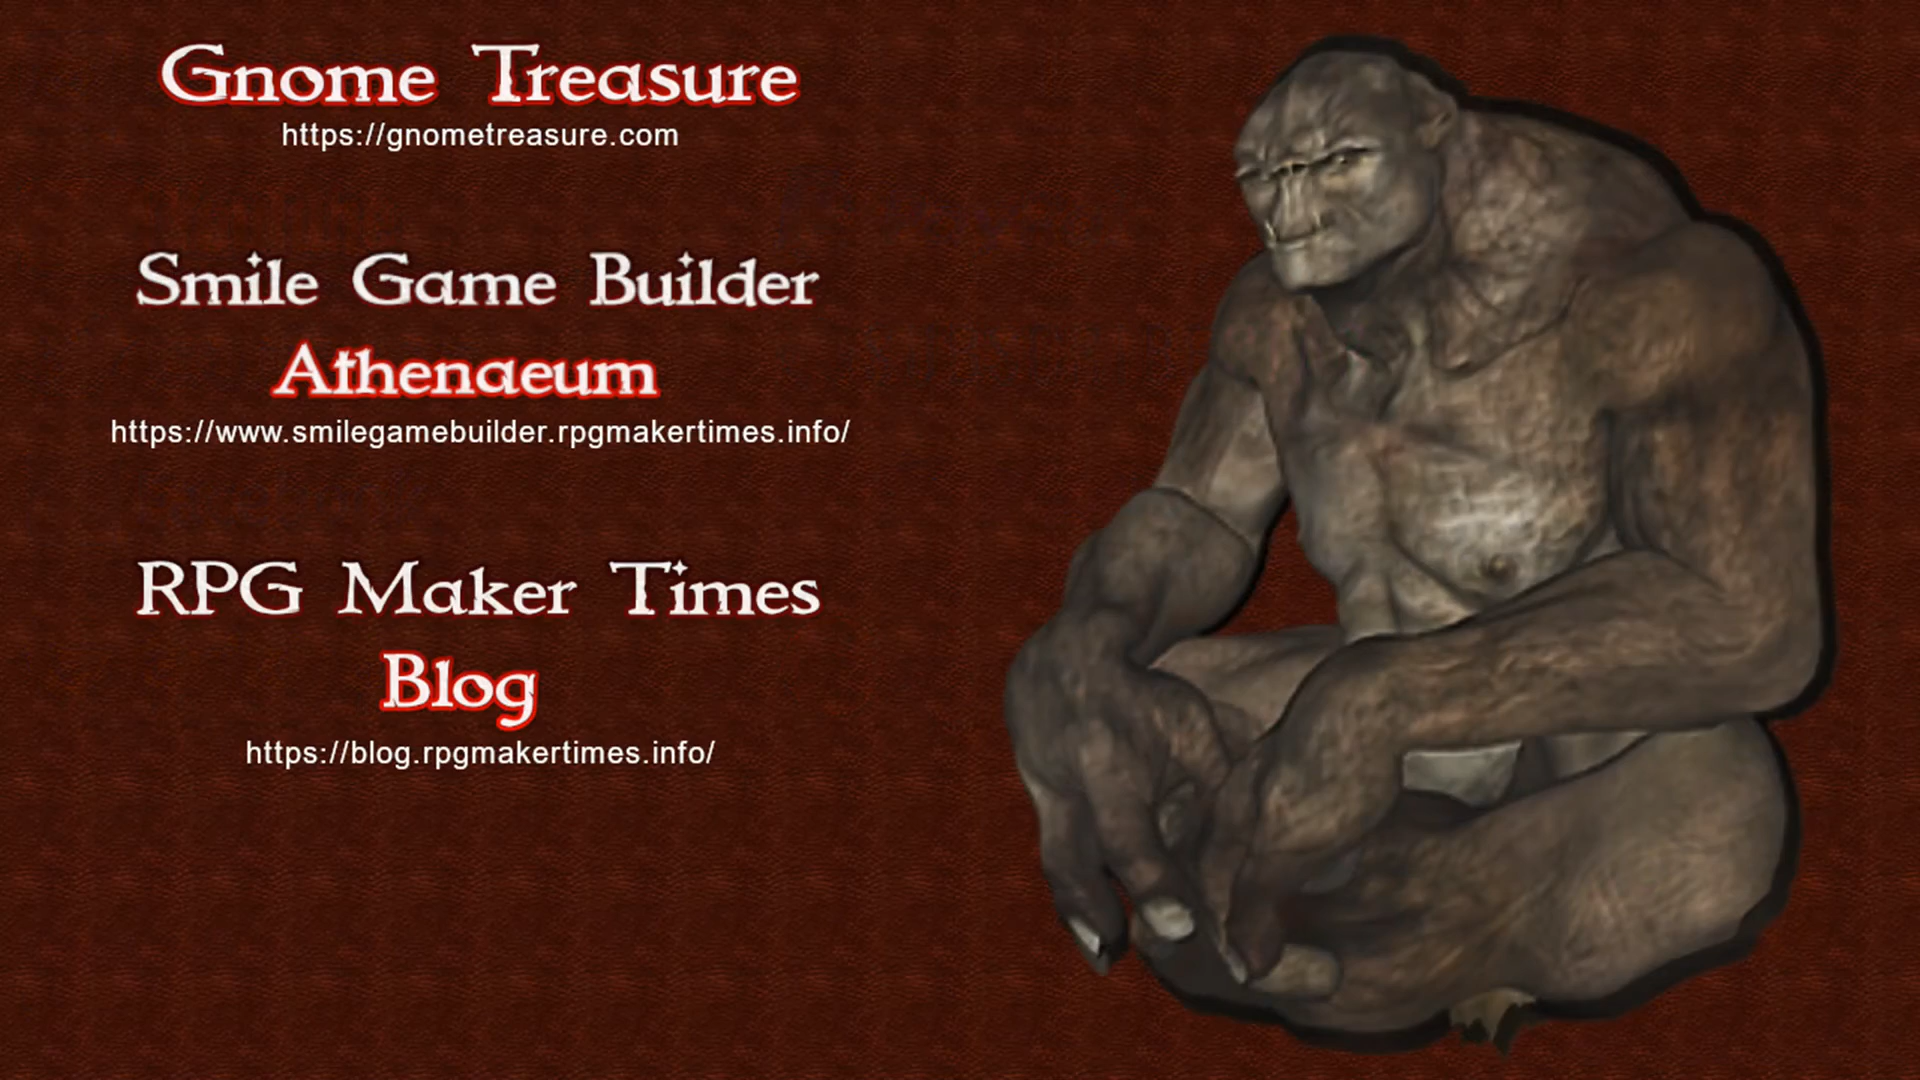 Gnome Treasure
https://gnometreasure.com
Smile Game Builder
Athenaeum
https://www.smilegamebuilder.rpgmakertimes.info/
RPG Maker Times
Blog
https://blog.rpgmakertimes.info/